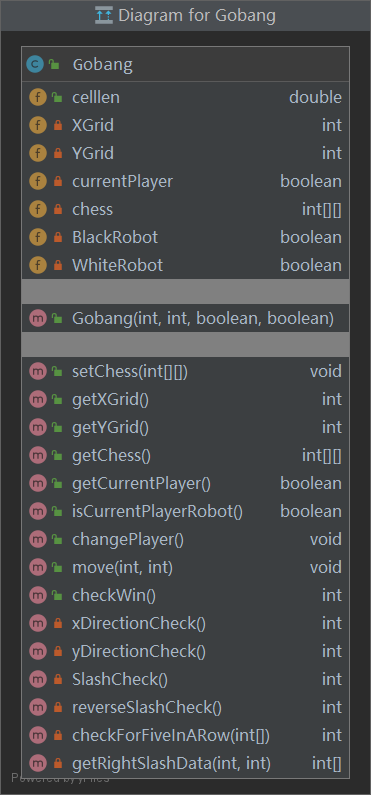 Diagram for Gobang
C Gobang
f celllen double
f XGrid int
f YGrid int
f currentPlayer boolean
f chess int[][]
f BlackRobot boolean
f WhiteRobot boolean
m Gobang(int, int, boolean, boolean)
m setChess(int[][]) void
m getXGrid() int
m getYGrid() int
m getChess() int[][]
m getCurrentPlayer() boolean
m isCurrentPlayerRobot() boolean
m changePlayer() void
m move(int, int) void
m checkWin() int
m xDirectionCheck() int
m yDirectionCheck() int
m SlashCheck() int
m reverseSlashCheck() int
m checkForFiveInARow(int[]) int
m getRightSlashData(int, int) int[]
Powered by yFiles